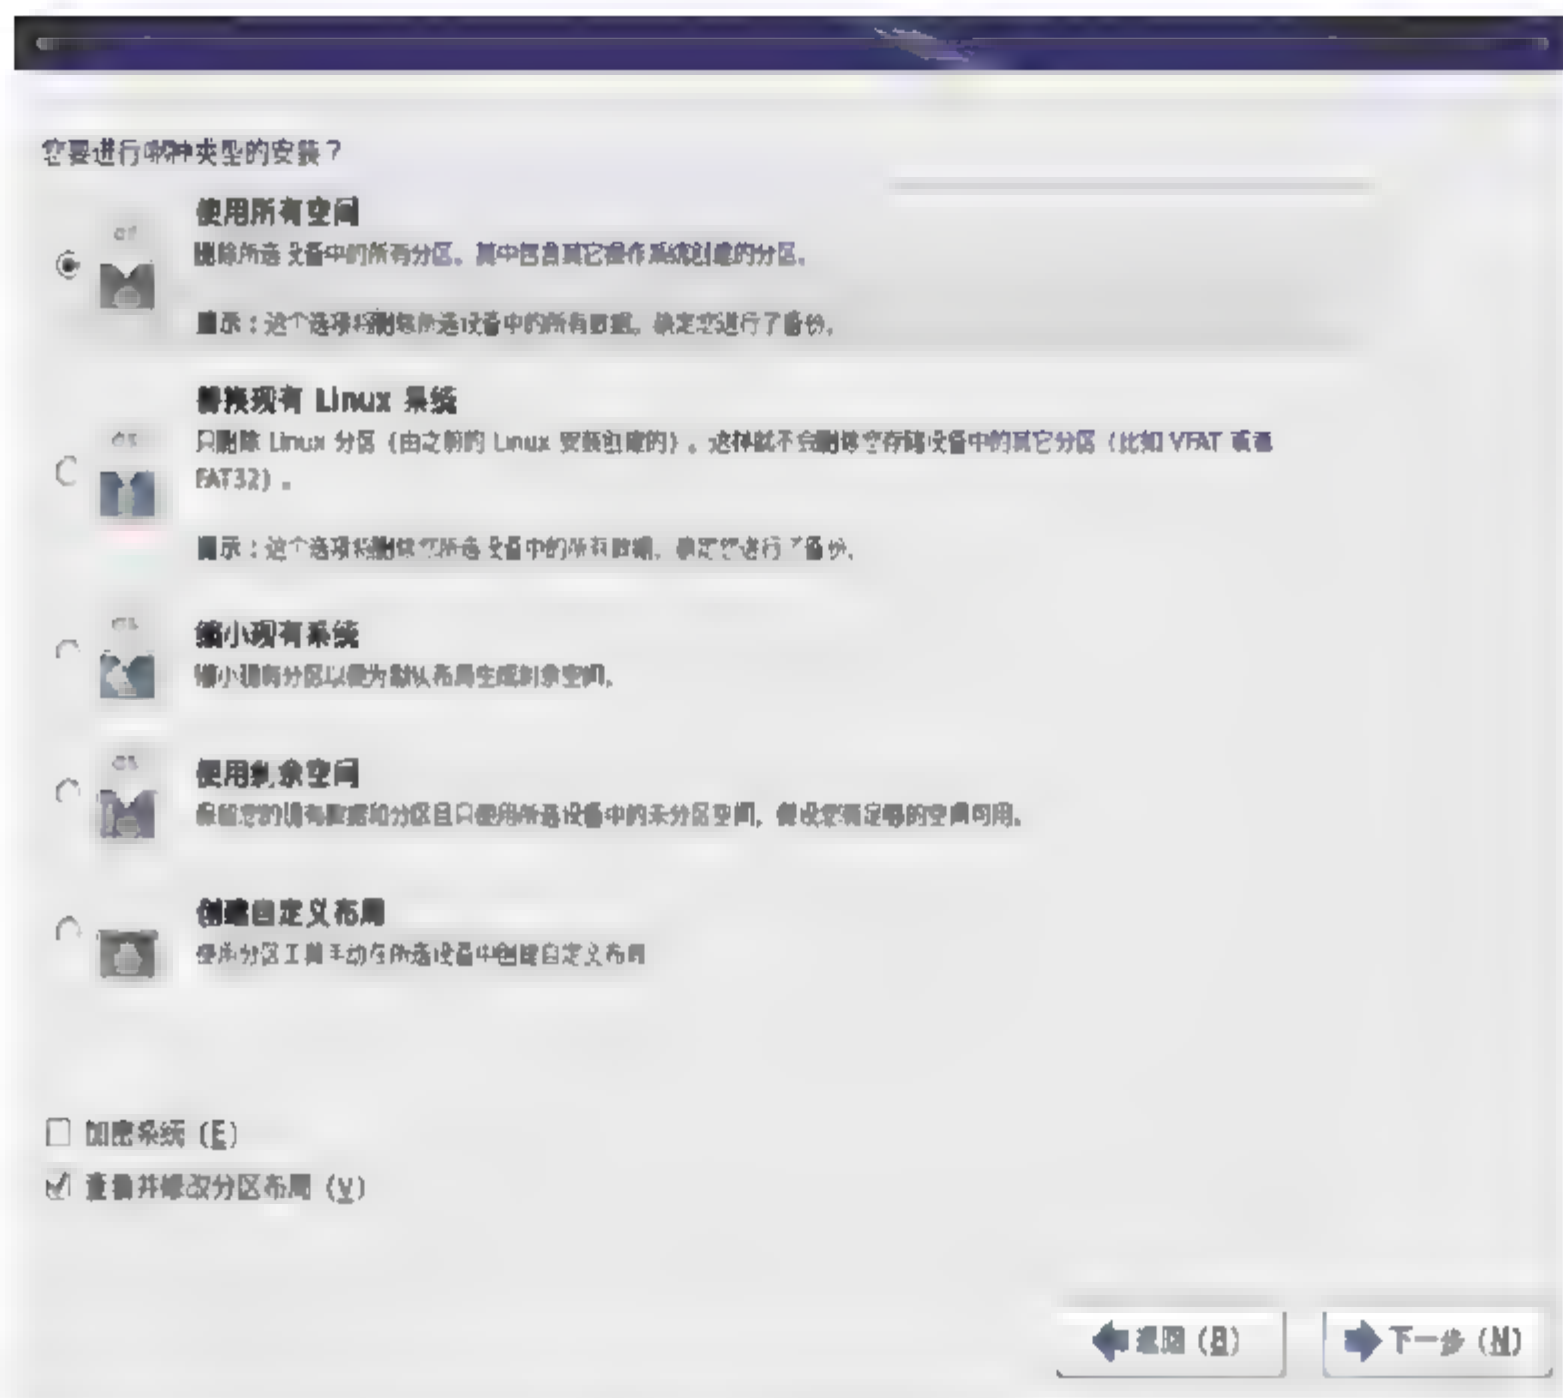 您要进行哪种类型的安装？
使用所有空间
删除所选设备中的所有分区。其中包含其它操作系统创建的分区。
提示：这个选项将删除所选设备中的所有数据。确定您进行了备份。
替换现有 Linux 系统
只删除 Linux 分区（由之前的 Linux 安装创建的）。这样就不会删除您存储设备中的其它分区（比如 VFAT 或者
FAT32）。
提示：这个选项将删除您所选设备中的所有数据。确定您进行了备份。
缩小现有系统
缩小现有分区以便为默认布局生成剩余空间。
使用剩余空间
保留您的现有数据和分区且只使用所选设备中的未分区空间，假设您有足够的空间可用。
创建自定义布局
使用分区工具手动在所选设备中创建自定义布局
加密系统 (E)
查看并修改分区布局 (V)
返回 (B)
下一步 (N)